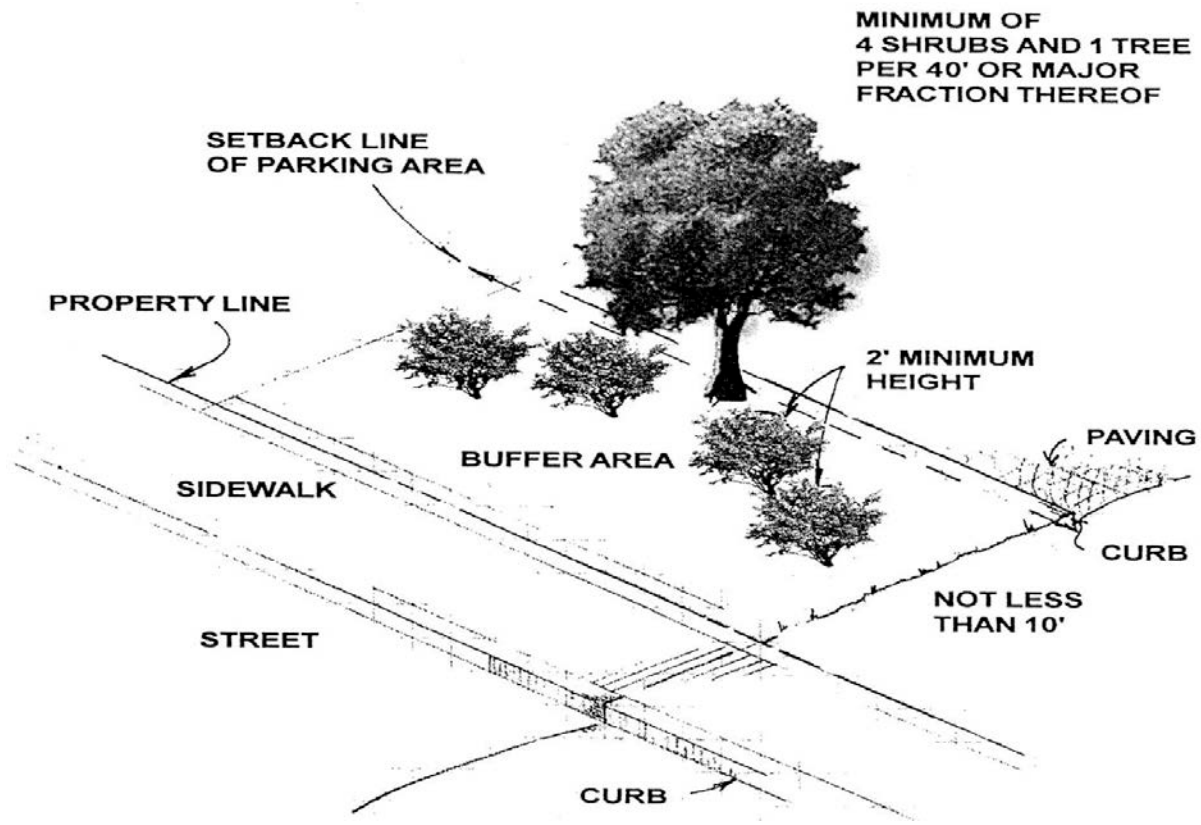 MINIMUM OF
4 SHRUBS AND 1 TREE
PER 40' OR MAJOR
FRACTION THEREOF
SETBACK LINE
OF PARKING AREA
PROPERTY LINE
2' MINIMUM
HEIGHT
PAVING
BUFFER AREA
SIDEWALK
CURB
NOT LESS
THAN 10'
STREET
CURB